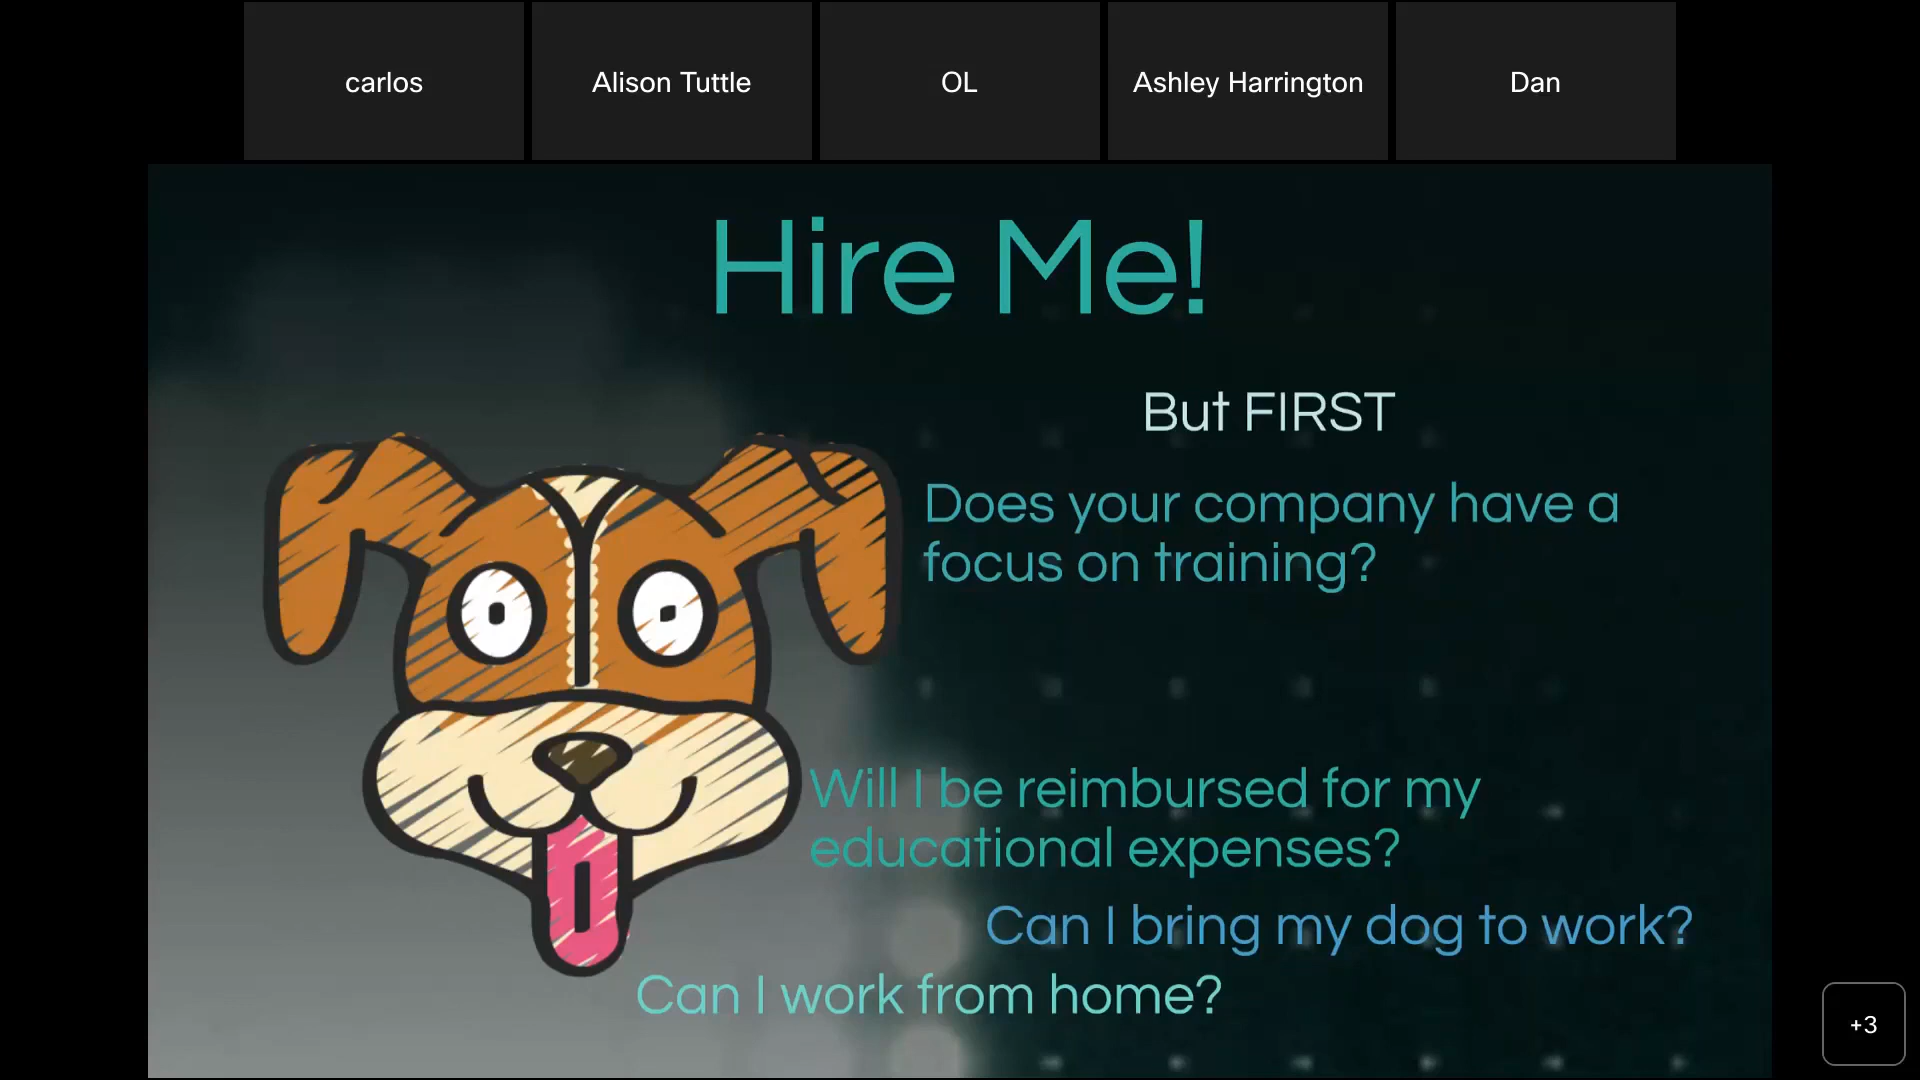 carlos
Alison Tuttle
OL
Ashley Harrington
Dan
Hire Me!
But FIRST
Does your company have a
focus on training?
Will I be reimbursed for my
educational expenses?
Can I bring my dog to work?
Can I work from home?
+3